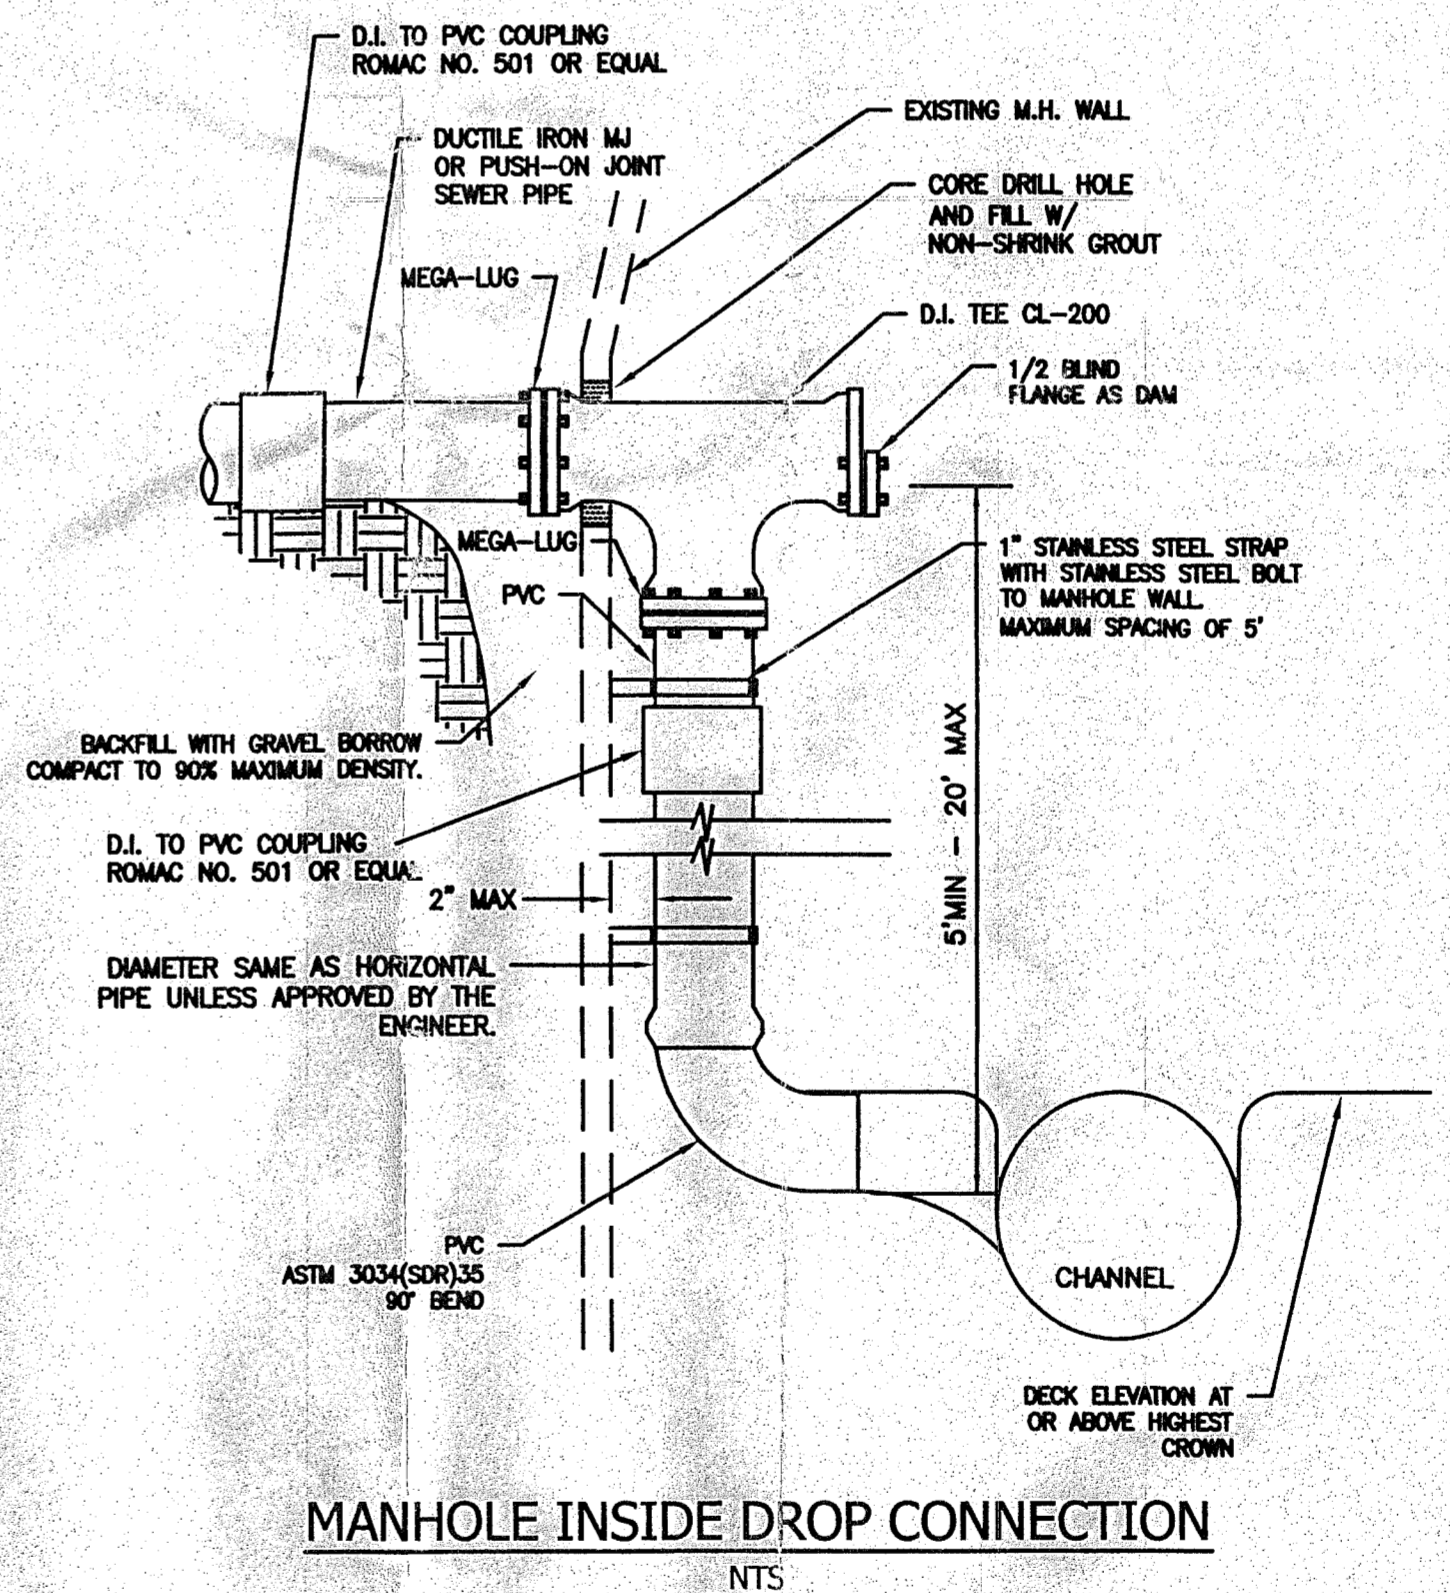 D.I. TO PVC COUPLING
ROMAC NO. 501 OR EQUAL
EXISTING M.H. WALL
DUCTILE IRON MJ
OR PUSH-ON JOINT
SEWER PIPE
CORE DRILL HOLE
AND FILL W/
NON-SHRINK GROUT
MEGA-LUG
D.I. TEE CL-200
1/2 BLIND
FLANGE AS DAM
MEGA-LUG
1" STAINLESS STEEL STRAP
WITH STAINLESS STEEL BOLT
TO MANHOLE WALL.
MAXIMUM SPACING OF 5'
PVC
BACKFILL WITH GRAVEL BORROW
COMPACT TO 90% MAXIMUM DENSITY.
5'MIN - 20' MAX
D.I. TO PVC COUPLING
ROMAC NO. 501 OR EQUAL
2" MAX
DIAMETER SAME AS HORIZONTAL
PIPE UNLESS APPROVED BY THE
ENGINEER.
PVC
ASTM 3034(SDR)35
90° BEND
CHANNEL
DECK ELEVATION AT
OR ABOVE HIGHEST
CROWN
MANHOLE INSIDE DROP CONNECTION
NTS